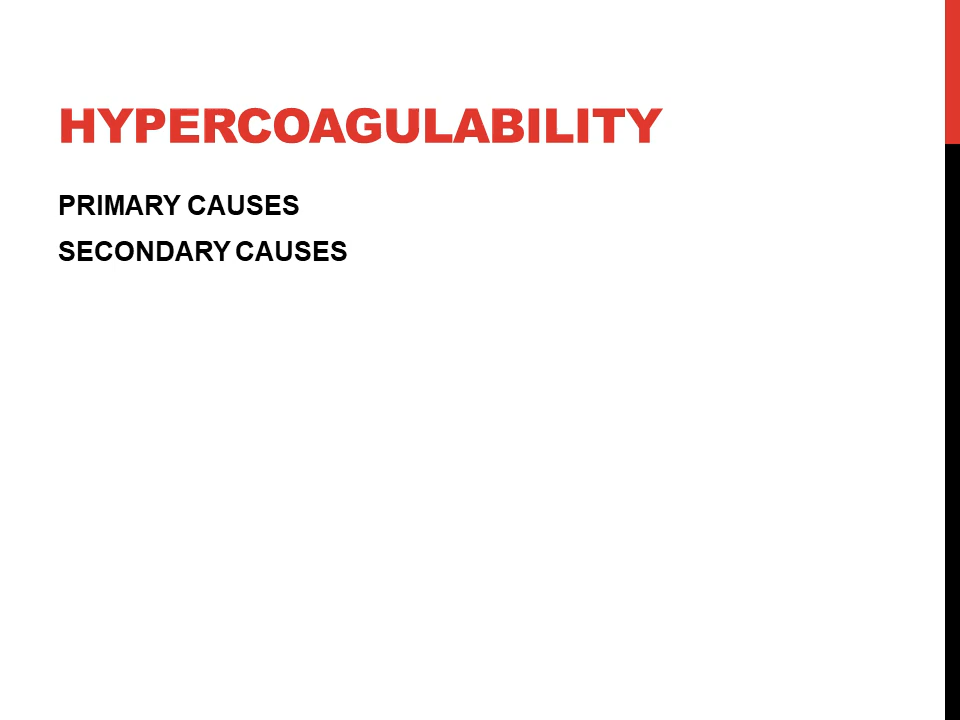 HYPERCOAGULABILITY
PRIMARY CAUSES
SECONDARY CAUSES